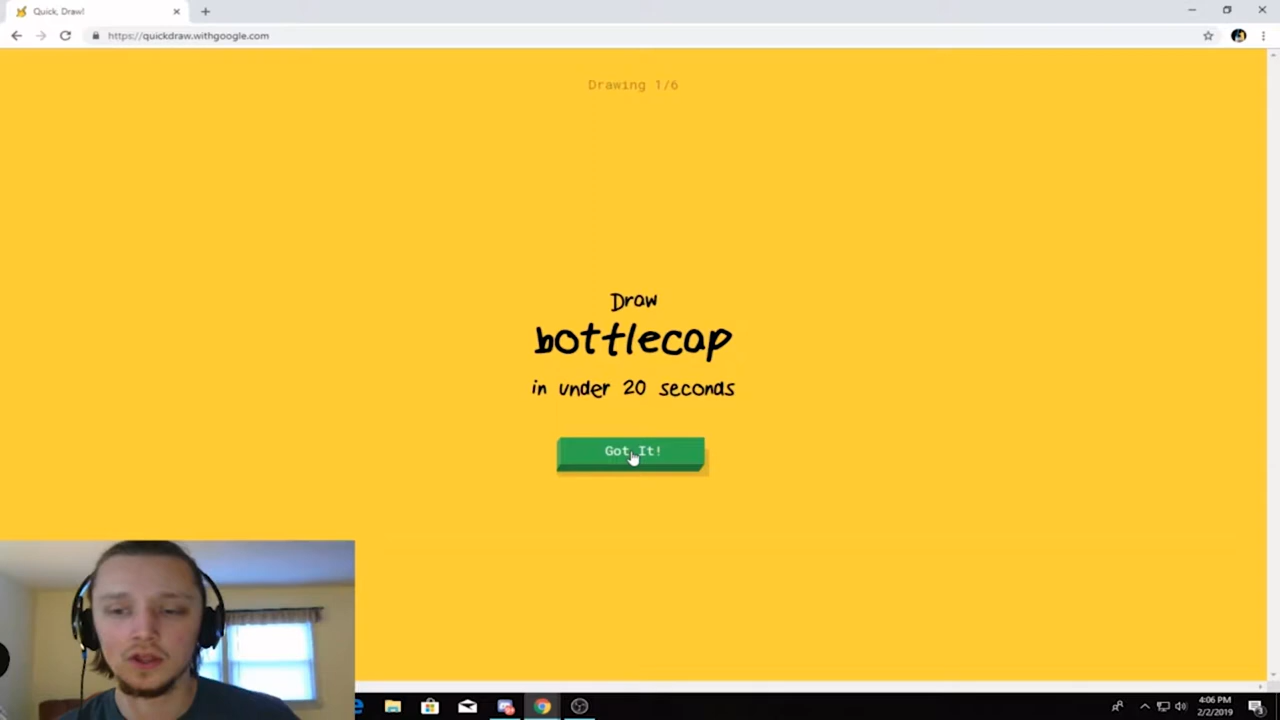 Quick, Draw!
https://quickdraw.withgoogle.com
Drawing 1/6
Draw
bottlecap
in under 20 seconds
Got It!
4:06 PM
2/2/2019